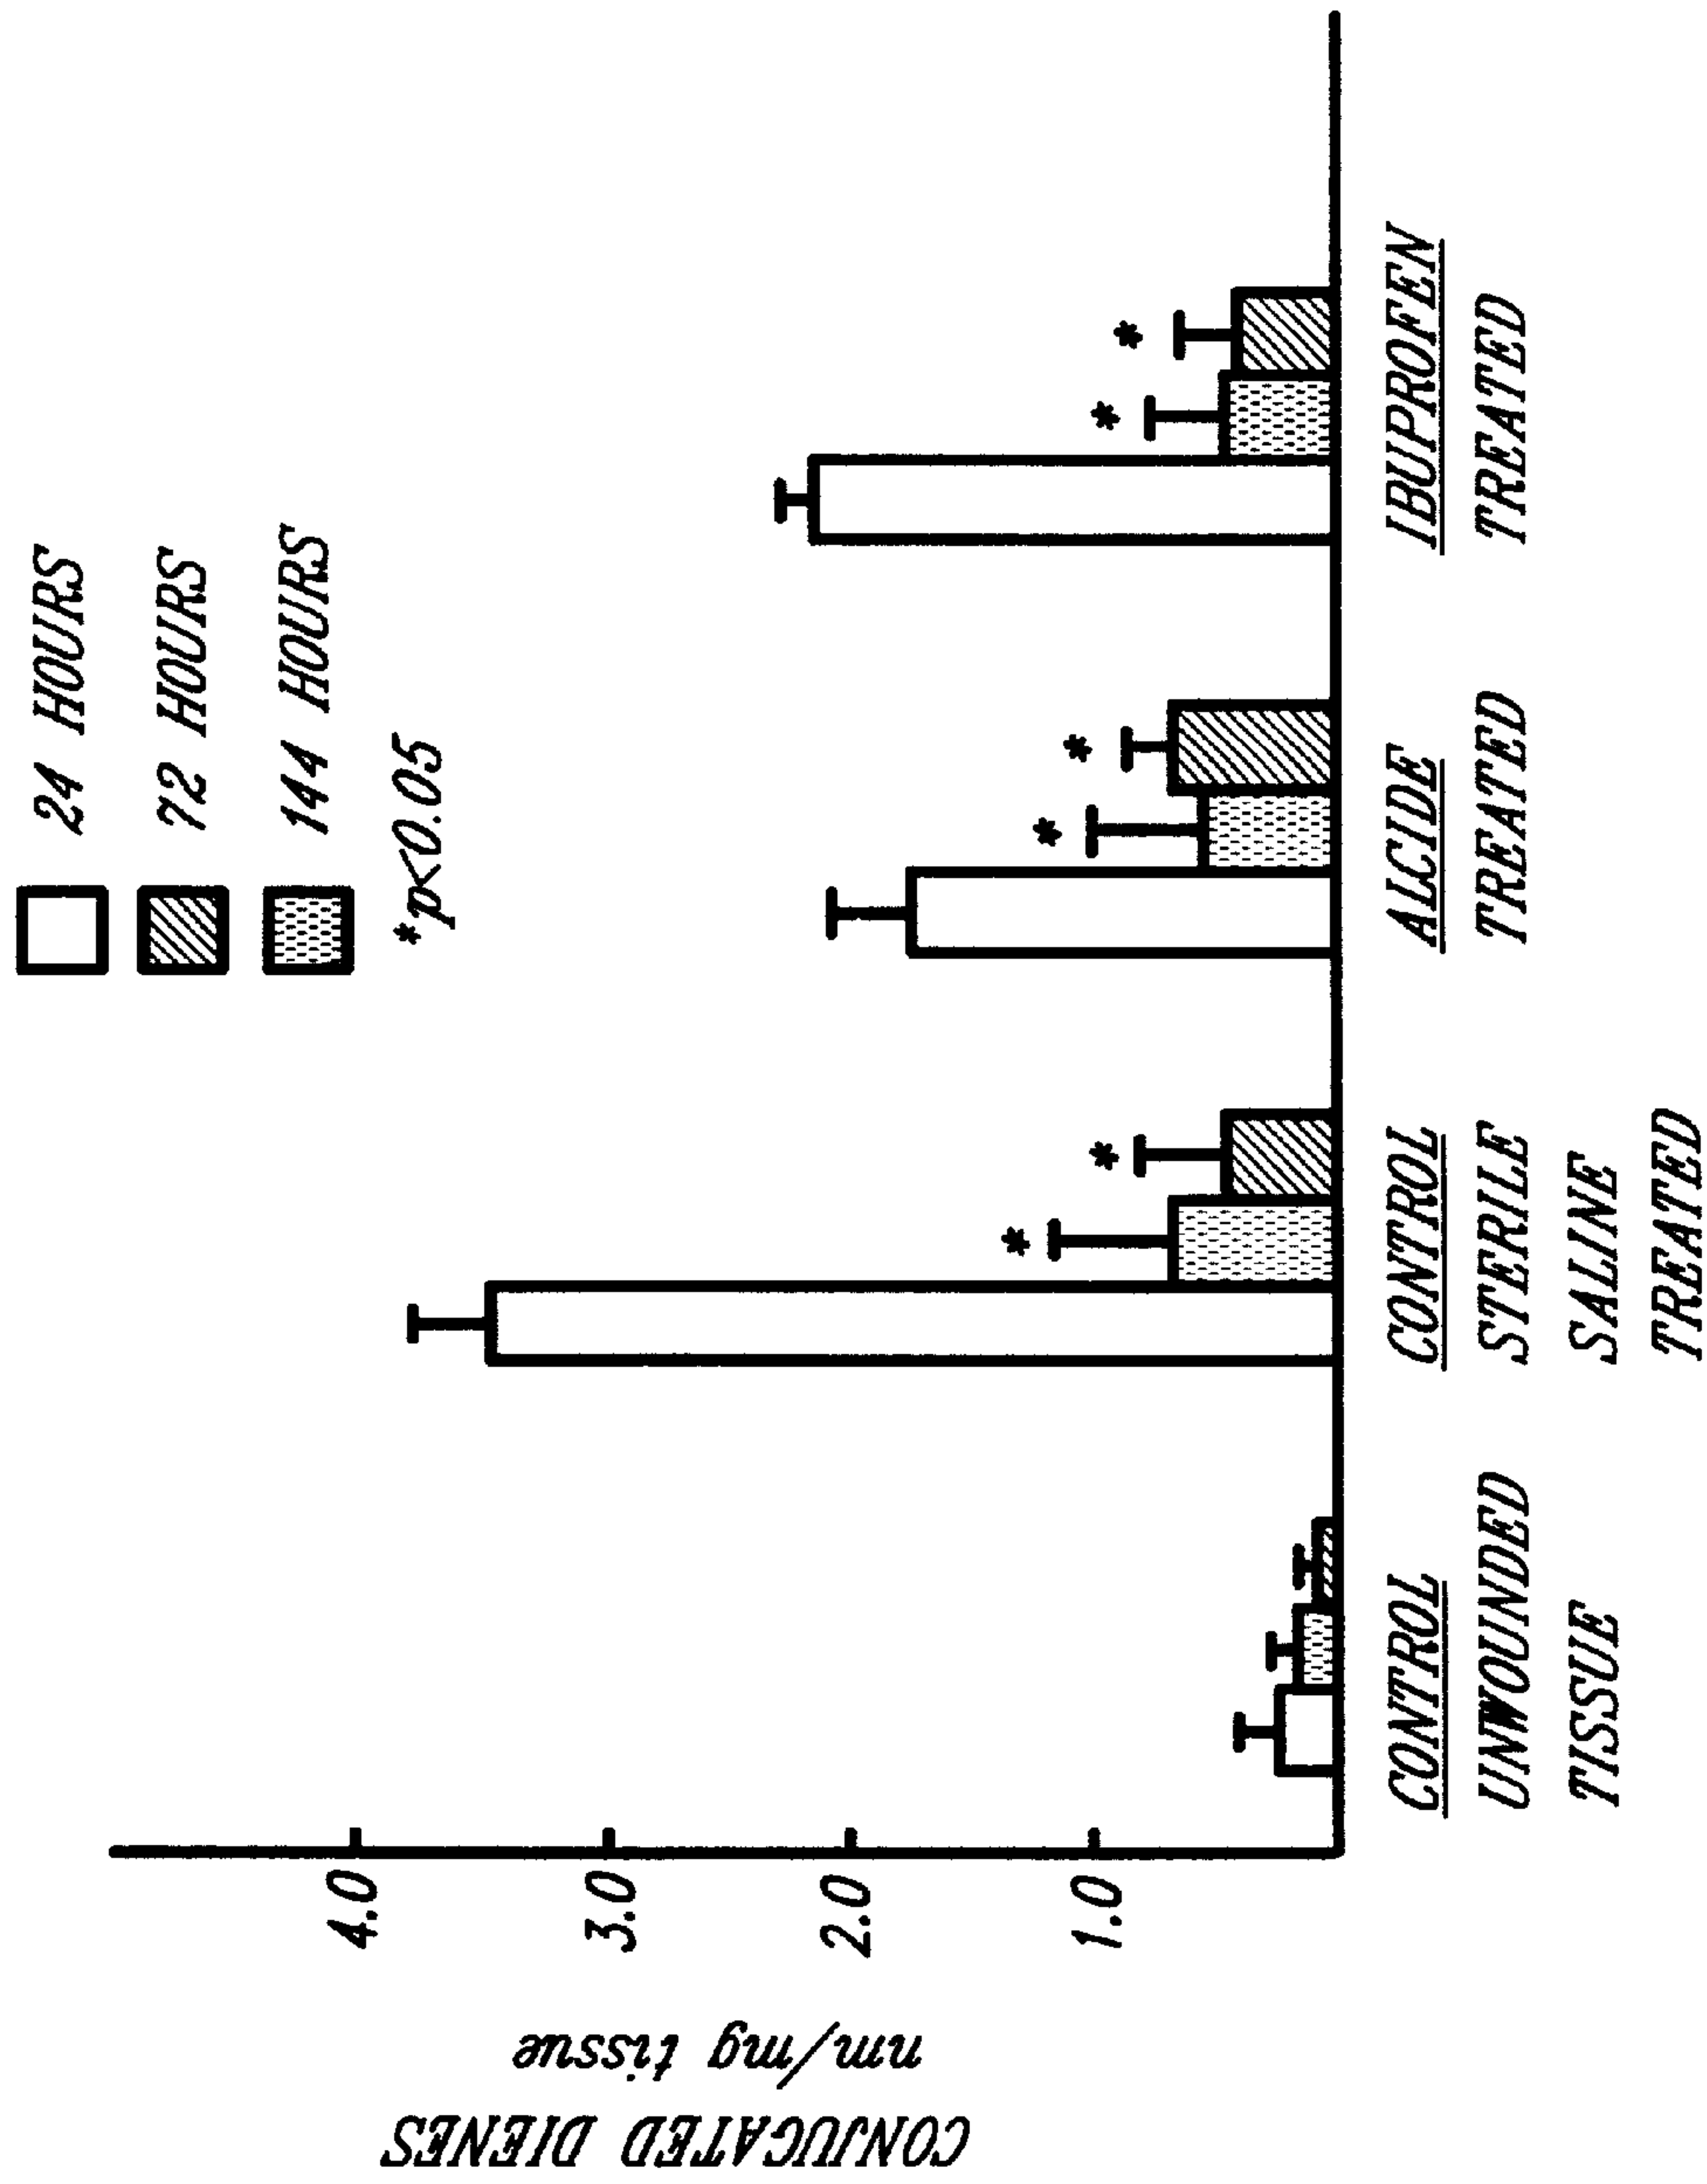 24 HOURS
72 HOURS
144 HOURS
*p<0.05
CONJUGATED DIENES
nm/mg tissue
4.0
3.0
2.0
1.0
*
*
*
*
*
*
CONTROL
UNWOUNDED
TISSUE
CONTROL
STERILE
SALINE
TREATED
ALCIDE
TREATED
IBUPROFEN
TREATED